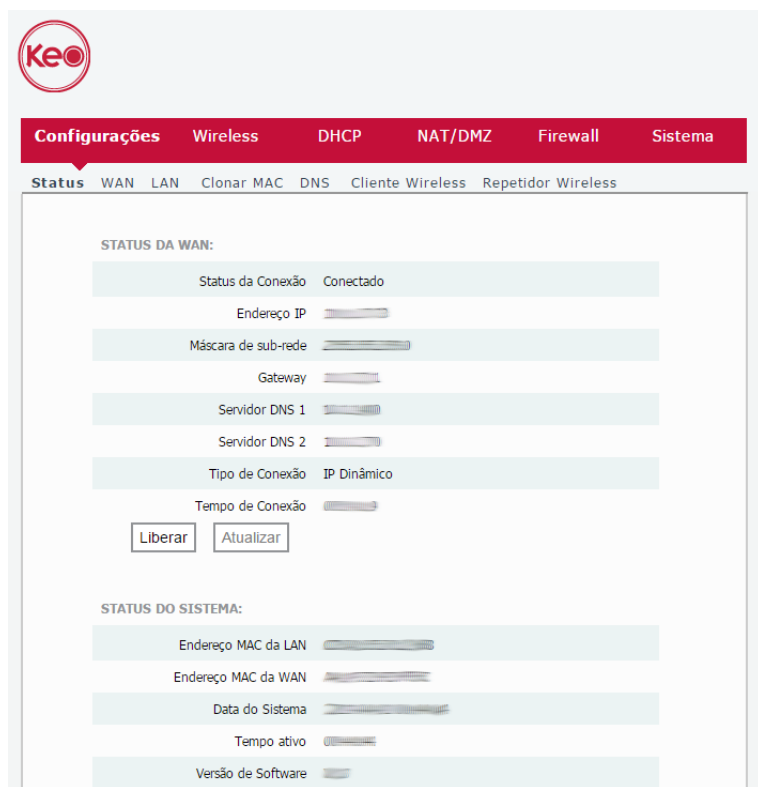 Keo
Configurações Wireless DHCP NAT/DMZ Firewall Sistema
Status WAN LAN Clonar MAC DNS Cliente Wireless Repetidor Wireless
STATUS DA WAN:
Status da Conexão Conectado
Endereço IP
Máscara de sub-rede
Gateway
Servidor DNS 1
Servidor DNS 2
Tipo de Conexão IP Dinâmico
Tempo de Conexão
Liberar Atualizar
STATUS DO SISTEMA:
Endereço MAC da LAN
Endereço MAC da WAN
Data do Sistema
Tempo ativo
Versão de Software